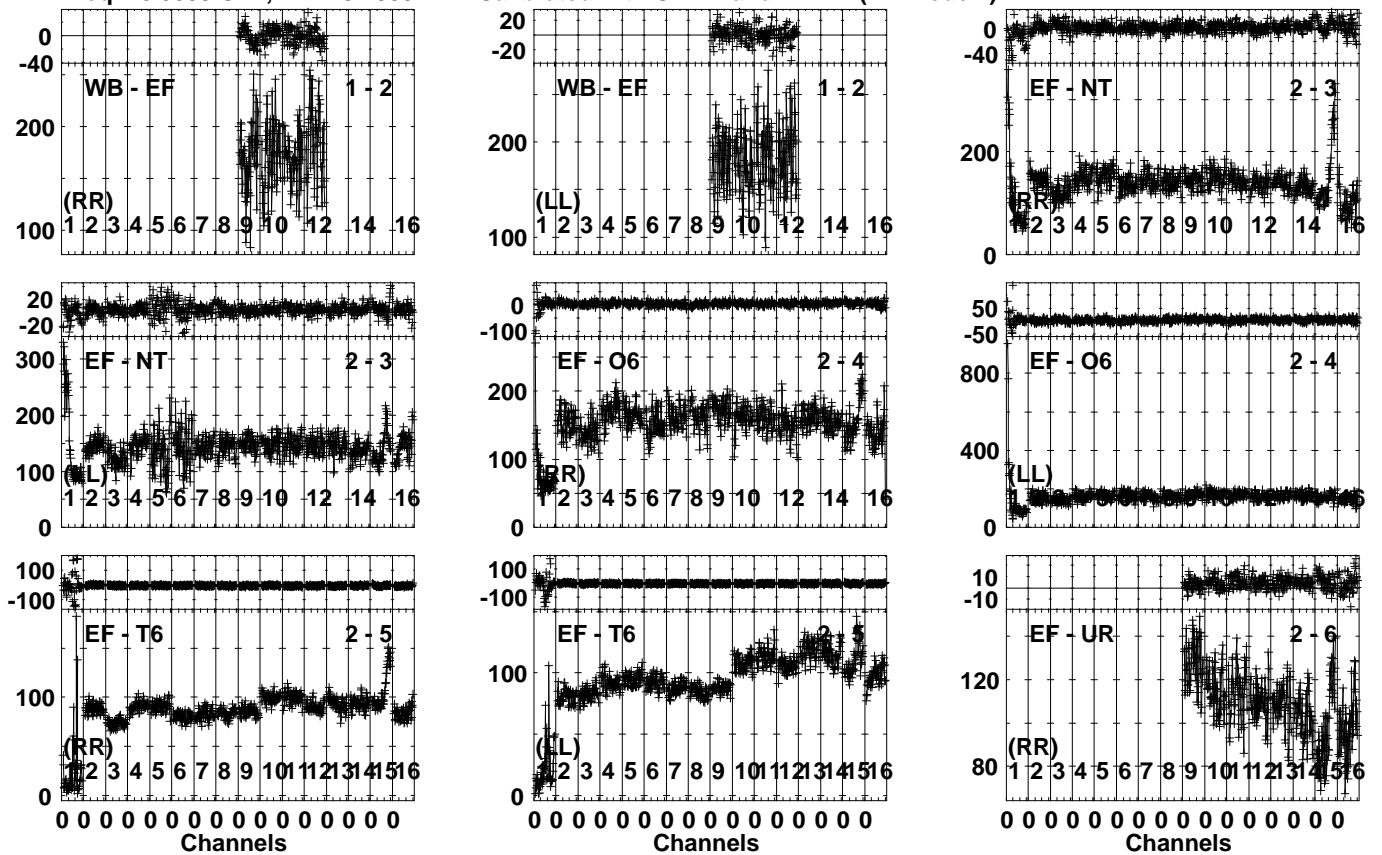 0 20 0
-40 -20 -40
WB - EF 1 - 2 WB - EF 1 - 2 EF - NT 2 - 3
200 200 200
(RR) (LL) (RR)
1 2 3 4 5 6 7 8 9 10 12 14 16 1 2 3 4 5 6 7 8 9 10 12 14 16 1 2 3 4 5 6 7 8 9 10 12 14 16
100 100 0
20 0 50
-20 -100 -50
300
EF - NT 2 - 3 EF - O6 2 - 4 EF - O6 2 - 4
200 200 800
100 100 400
(LL) (RR) (LL)
1 2 3 4 5 6 7 8 9 10 12 14 16 1 2 3 4 5 6 7 8 9 10 12 14 16
0 0 0
100 100 10
-100 -100 -10
EF - T6 2 - 5 EF - T6 2 - 5 EF - UR 2 - 6
100 100 120
(RR) (LL) (RR)
1 2 3 4 5 6 7 8 9 10 11 12 13 14 15 16 1 2 3 4 5 6 7 8 9 10 11 12 13 14 15 16 1 2 3 4 5 6 7 8 9 10 11 12 13 14 15 16
0 0 80
0 0 0 0 0 0 0 0 0 0 0 0 0 0 0 0 0 0 0 0 0 0 0 0 0 0 0 0 0 0 0 0 0 0 0 0 0 0 0 0 0 0 0 0 0 0 0 0
Channels Channels Channels